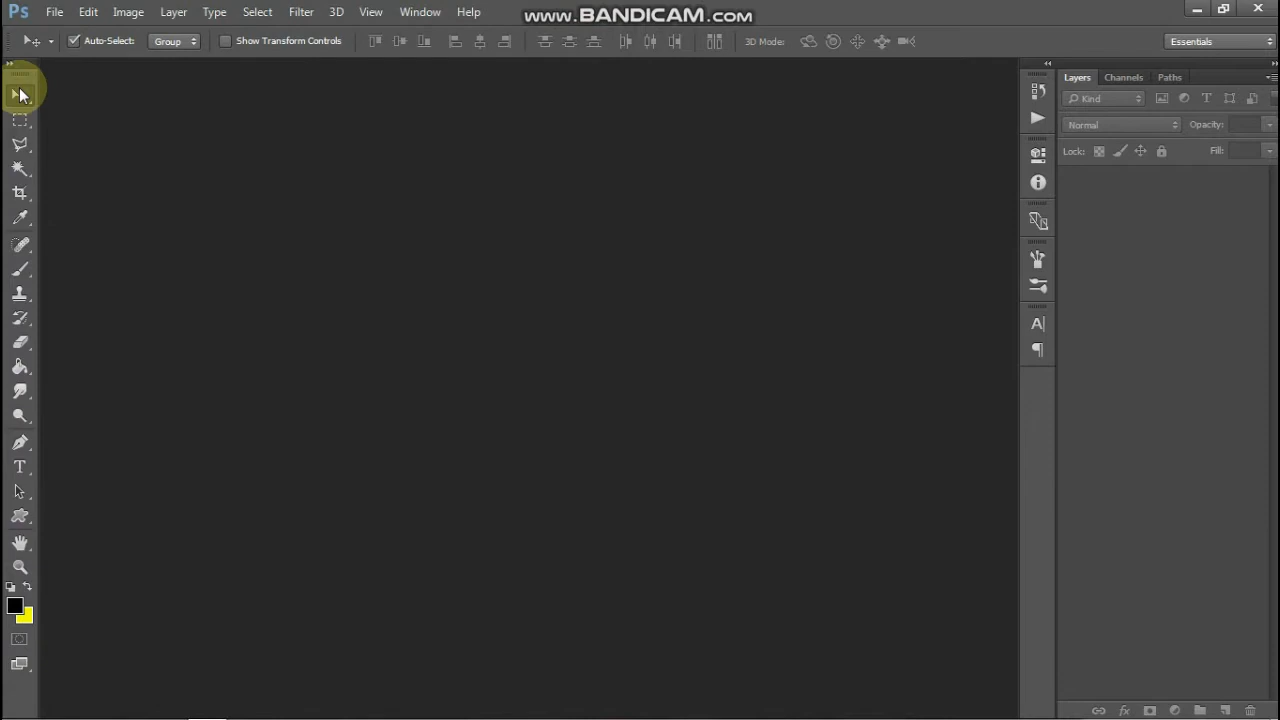 Ps File Edit Image Layer Type Select Filter 3D View Window Help
www.BANDICAM.com
Auto-Select: Group Show Transform Controls 3D Mode: Essentials
Layers Channels Paths
Kind T
Normal Opacity:
Lock: Fill:
A|
¶
T
fx